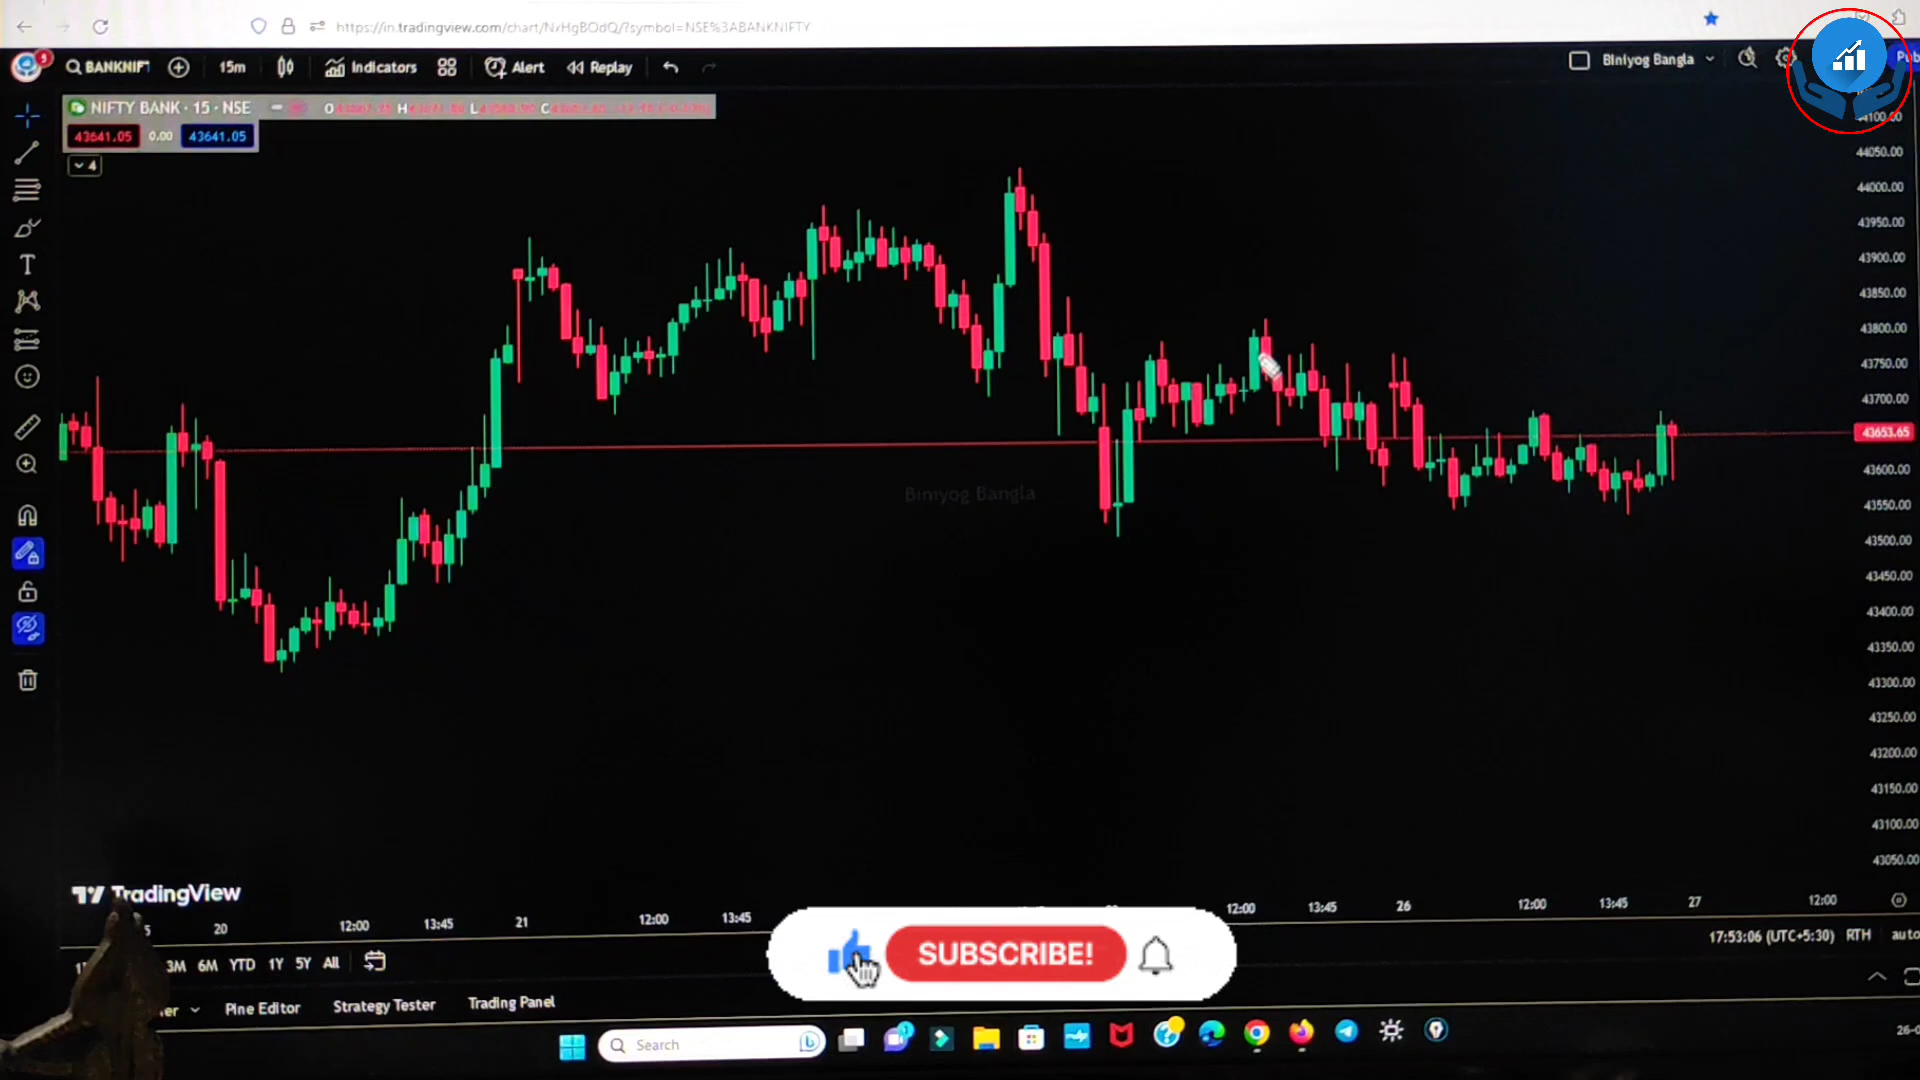 https://in.tradingview.com/chart/NxHgBOdQ/?symbol=NSE%3ABANKNIFTY
9 BANKNIFT 15m Indicators Alert Replay Biniyog Bangla Pub
NIFTY BANK · 15 · NSE O H L C
43641.05 0.00 43641.05
4
44100.00
44050.00
44000.00
43950.00
43900.00
43850.00
43800.00
43750.00
43700.00
43653.65
43600.00
43550.00
43500.00
43450.00
43400.00
43350.00
43300.00
43250.00
43200.00
43150.00
43100.00
43050.00
Biniyog Bangla
TradingView
20 12:00 13:45 21 12:00 13:45 12:00 13:45 26 12:00 13:45 27 12:00
17:53:06 (UTC+5:30) RTH auto
3M 6M YTD 1Y 5Y All
SUBSCRIBE!
Pine Editor Strategy Tester Trading Panel
Search